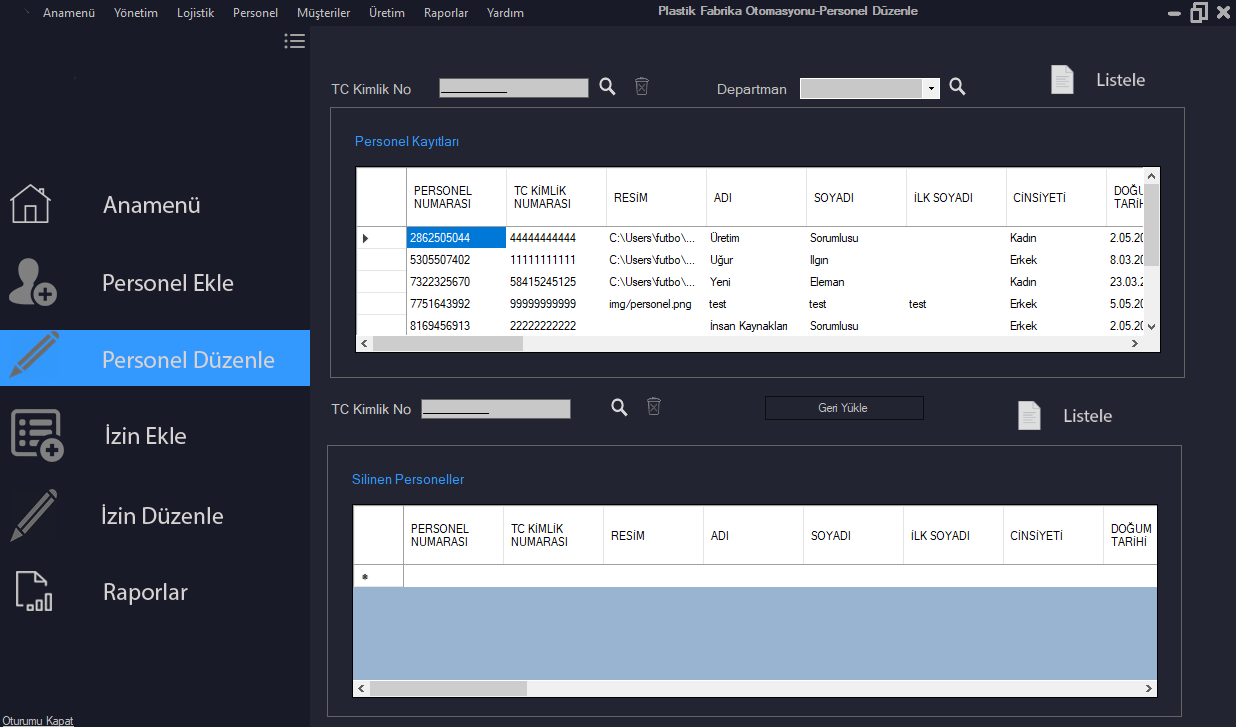 Anamenü Yönetim Lojistik Personel Müşteriler Üretim Raporlar Yardım Plastik Fabrika Otomasyonu-Personel Düzenle
TC Kimlik No Departman Listele
Personel Kayıtları
PERSONEL NUMARASI TC KİMLİK NUMARASI RESİM ADI SOYADI İLK SOYADI CİNSİYETİ DOĞU TARİH
2862505044 44444444444 C:\Users\futbo\... Üretim Sorumlusu Kadın 2.05.20
5305507402 11111111111 C:\Users\futbo\... Uğur Ilgın Erkek 8.03.20
7322325670 58415245125 C:\Users\futbo\... Yeni Eleman Kadın 23.03.2
7751643992 99999999999 img/personel.png test test test Erkek 5.05.20
8169456913 22222222222 İnsan Kaynakları Sorumlusu Erkek 2.05.20
Anamenü
Personel Ekle
Personel Düzenle
İzin Ekle
İzin Düzenle
Raporlar
TC Kimlik No Geri Yükle Listele
Silinen Personeller
PERSONEL NUMARASI TC KİMLİK NUMARASI RESİM ADI SOYADI İLK SOYADI CİNSİYETİ DOĞUM TARİHİ
Oturumu Kapat